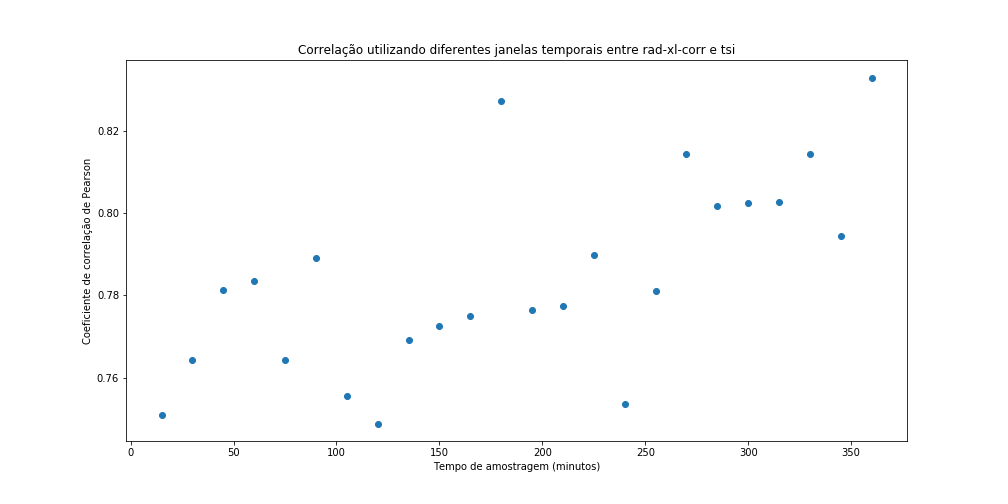 Correlação utilizando diferentes janelas temporais entre rad-xl-corr e tsi
Coeficiente de correlação de Pearson
0.82
0.80
0.78
0.76
0 50 100 150 200 250 300 350
Tempo de amostragem (minutos)